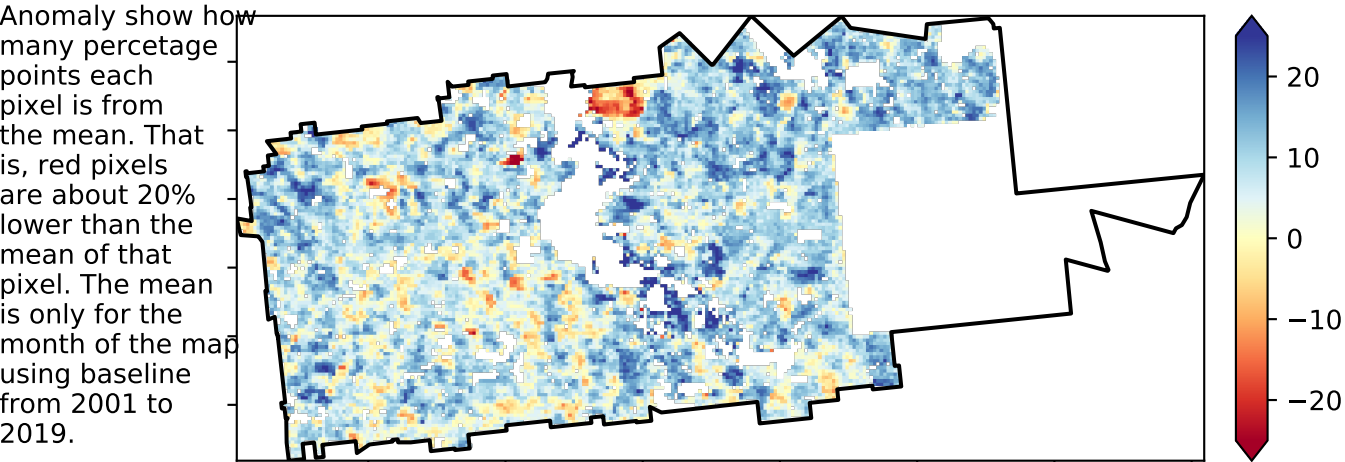 Anomaly show how
many percetage
points each
pixel is from
the mean. That
is, red pixels
are about 20%
lower than the
mean of that
pixel. The mean
is only for the
month of the map
using baseline
from 2001 to
2019.
20
10
0
−10
−20